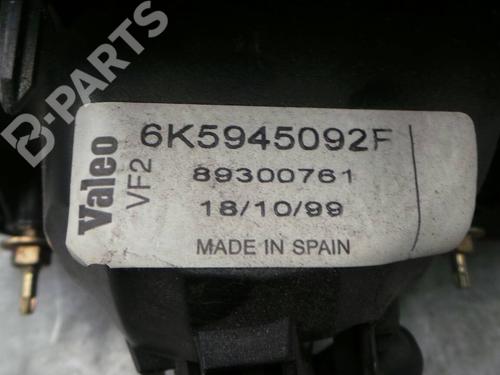 B-PARTS
Valeo
VF2
6K5945092F
89300761
18/10/99
MADE IN SPAIN